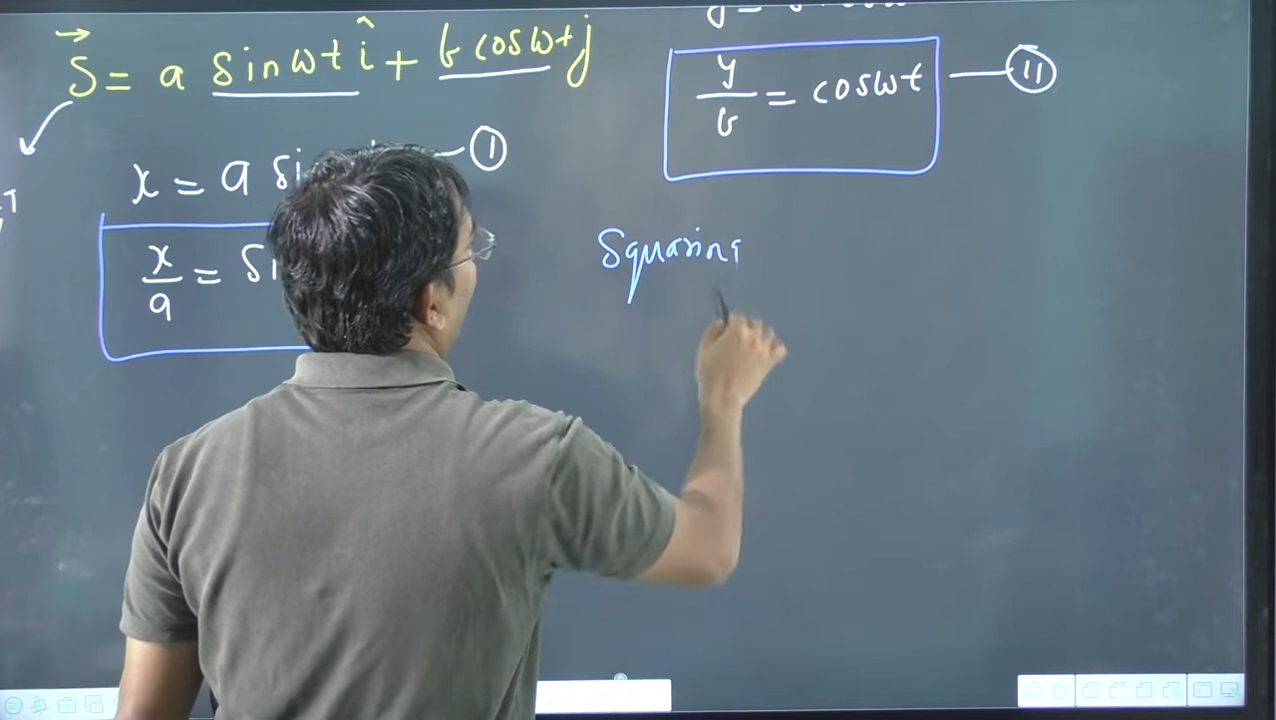 S⃗ = a sinωt î + b cosωt j
x = a si — ①
x/a = si
y/b = cosωt — ⑪
Squaring